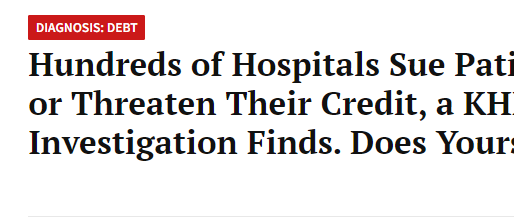 DIAGNOSIS: DEBT
Hundreds of Hospitals Sue
or Threaten Their Credit, a
Investigation Finds. Does